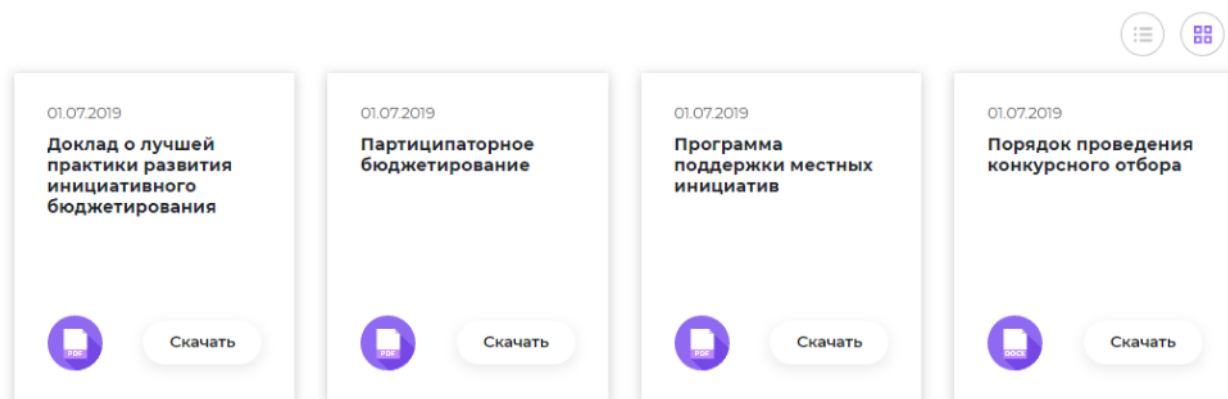 01.07.2019
Доклад о лучшей
практики развития
инициативного
бюджетирования
PDF
Скачать
01.07.2019
Партиципаторное
бюджетирование
PDF
Скачать
01.07.2019
Программа
поддержки местных
инициатив
PDF
Скачать
01.07.2019
Порядок проведения
конкурсного отбора
DOCX
Скачать